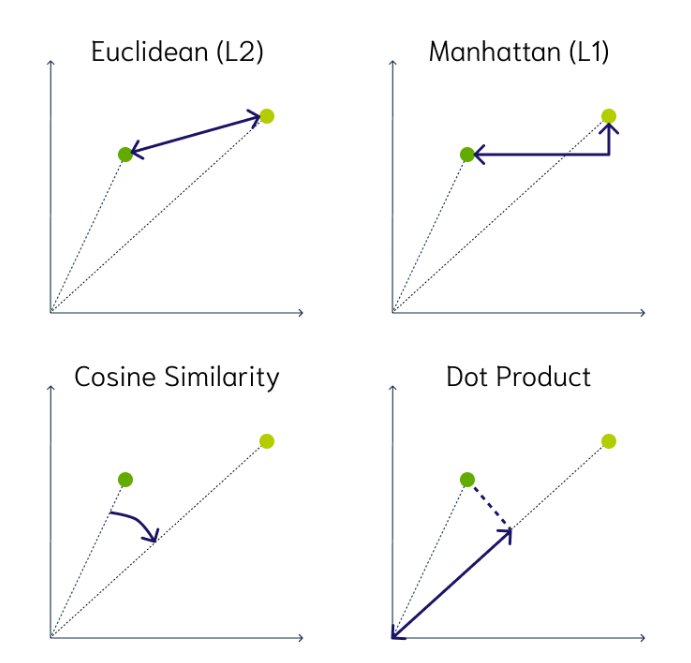 Euclidean (L2)
Manhattan (L1)
Cosine Similarity
Dot Product